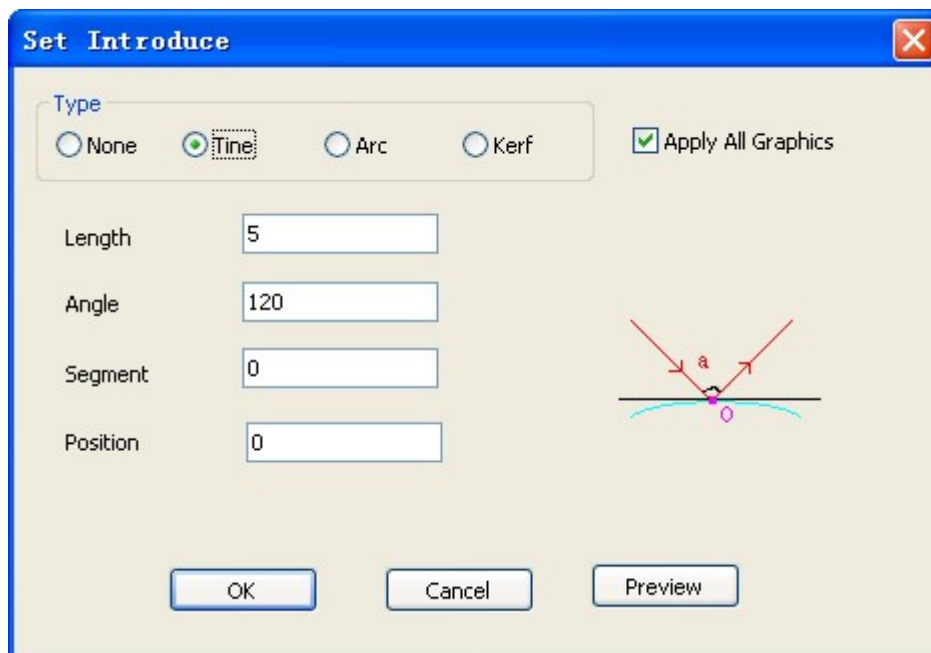 Set Introduce
Type
None Tine Arc Kerf
Apply All Graphics
Length 5
Angle 120
Segment 0
Position 0
a
O
OK Cancel Preview